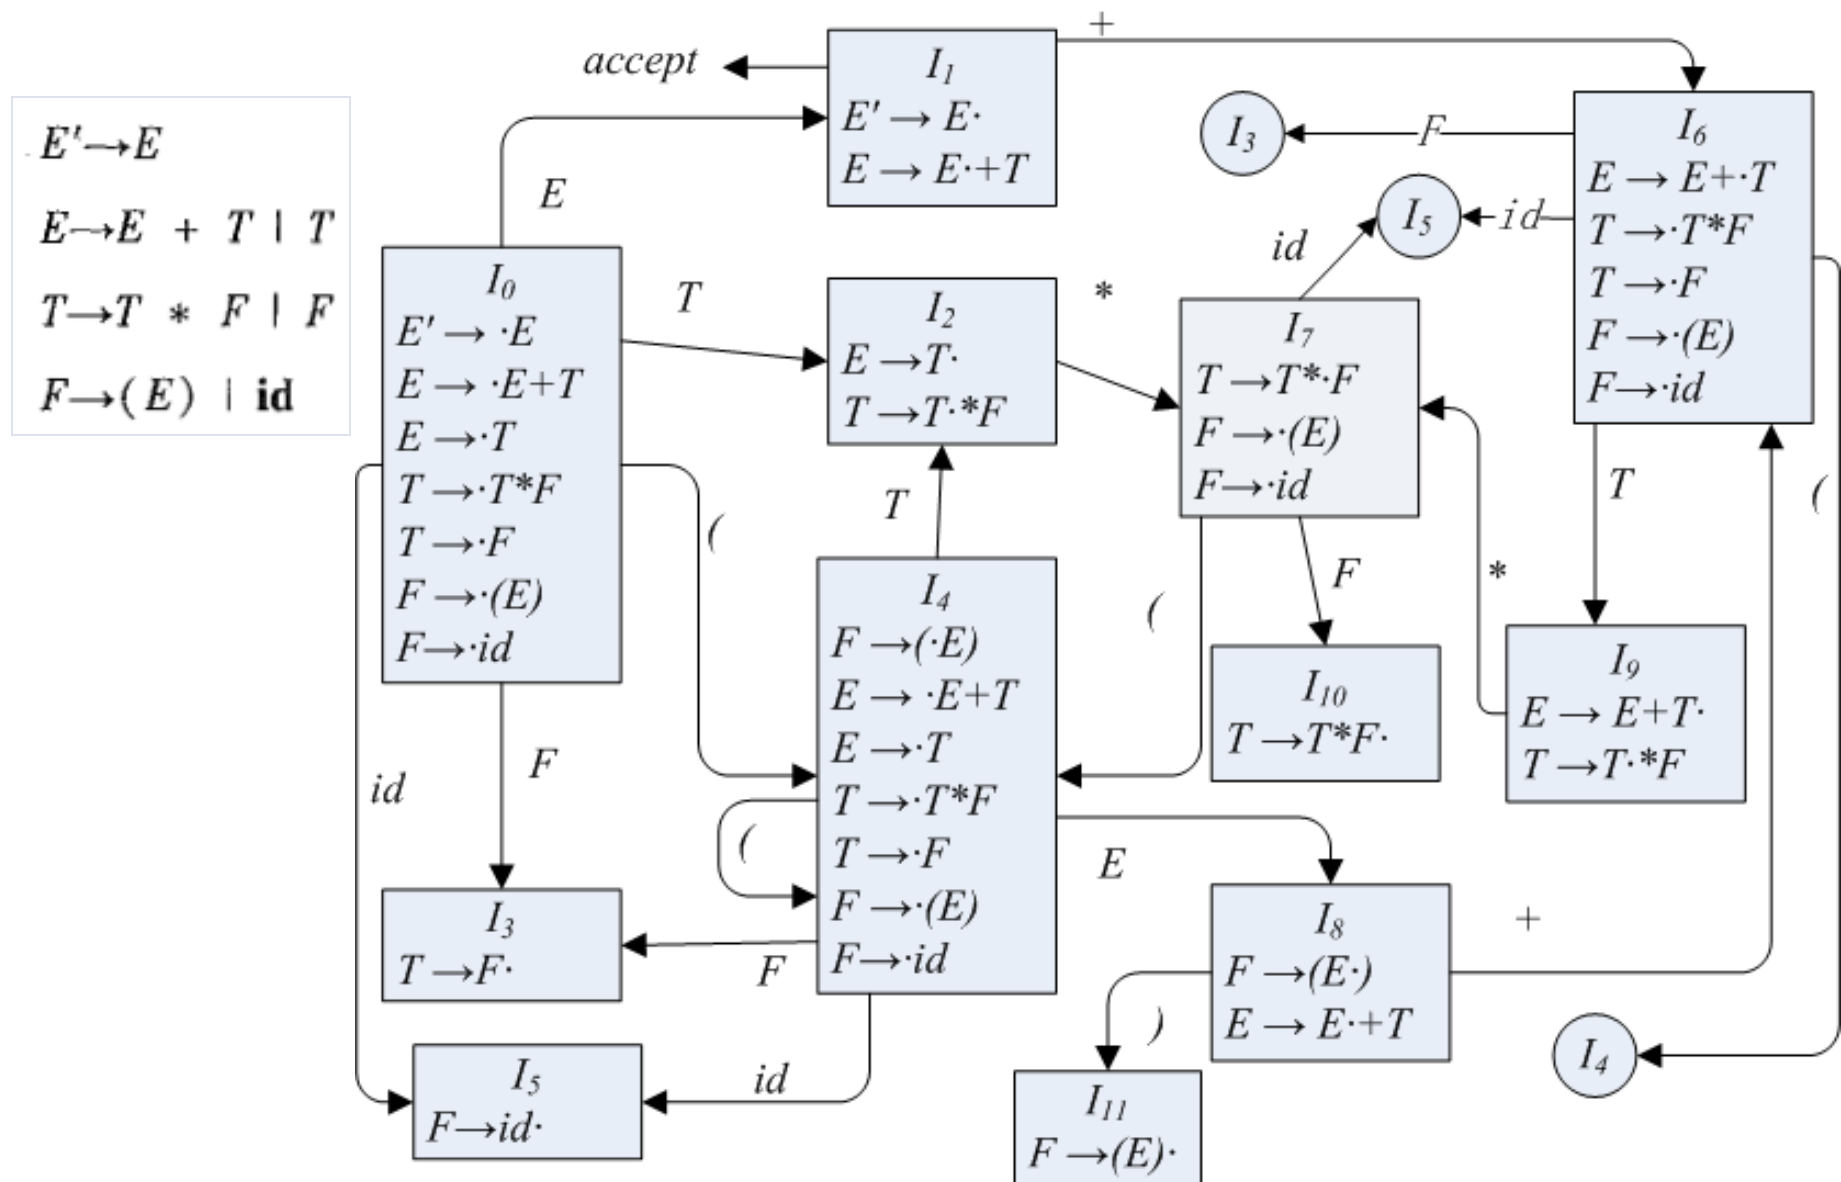 E'→E
E→E + T | T
T→T * F | F
F→(E) | id
accept
I₁
E' → E·
E → E·+T
+
E
I₀
E' → ·E
E → ·E+T
E →·T
T →·T*F
T →·F
F →·(E)
F→·id
T
I₂
E →T·
T →T·*F
*
I₃
F
I₅
id
id
I₆
E → E+·T
T →·T*F
T →·F
F →·(E)
F→·id
I₇
T →T*·F
F →·(E)
F→·id
(
T
(
F
T
(
*
I₄
F →(·E)
E → ·E+T
E →·T
T →·T*F
T →·F
F →·(E)
F→·id
(
I₁₀
T →T*F·
I₉
E → E+T·
T →T·*F
id
F
(
E
F
I₃
T →F·
I₈
F →(E·)
E → E·+T
+
)
I₄
I₅
F→id·
id
I₁₁
F →(E)·